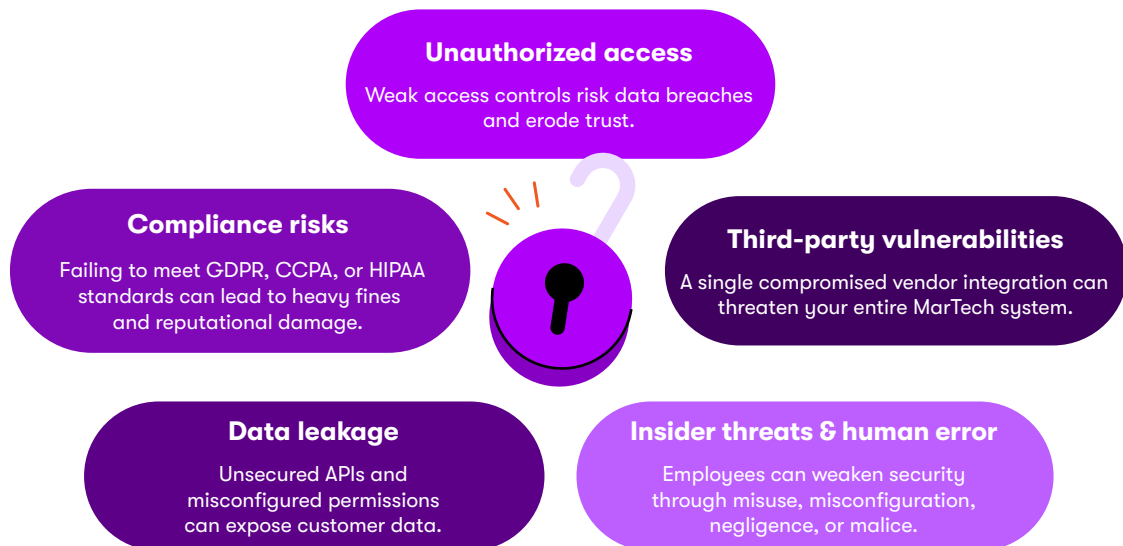 Unauthorized access
Weak access controls risk data breaches
and erode trust.
Compliance risks
Failing to meet GDPR, CCPA, or HIPAA
standards can lead to heavy fines
and reputational damage.
Third-party vulnerabilities
A single compromised vendor integration can
threaten your entire MarTech system.
Data leakage
Unsecured APIs and
misconfigured permissions
can expose customer data.
Insider threats & human error
Employees can weaken security
through misuse, misconfiguration,
negligence, or malice.